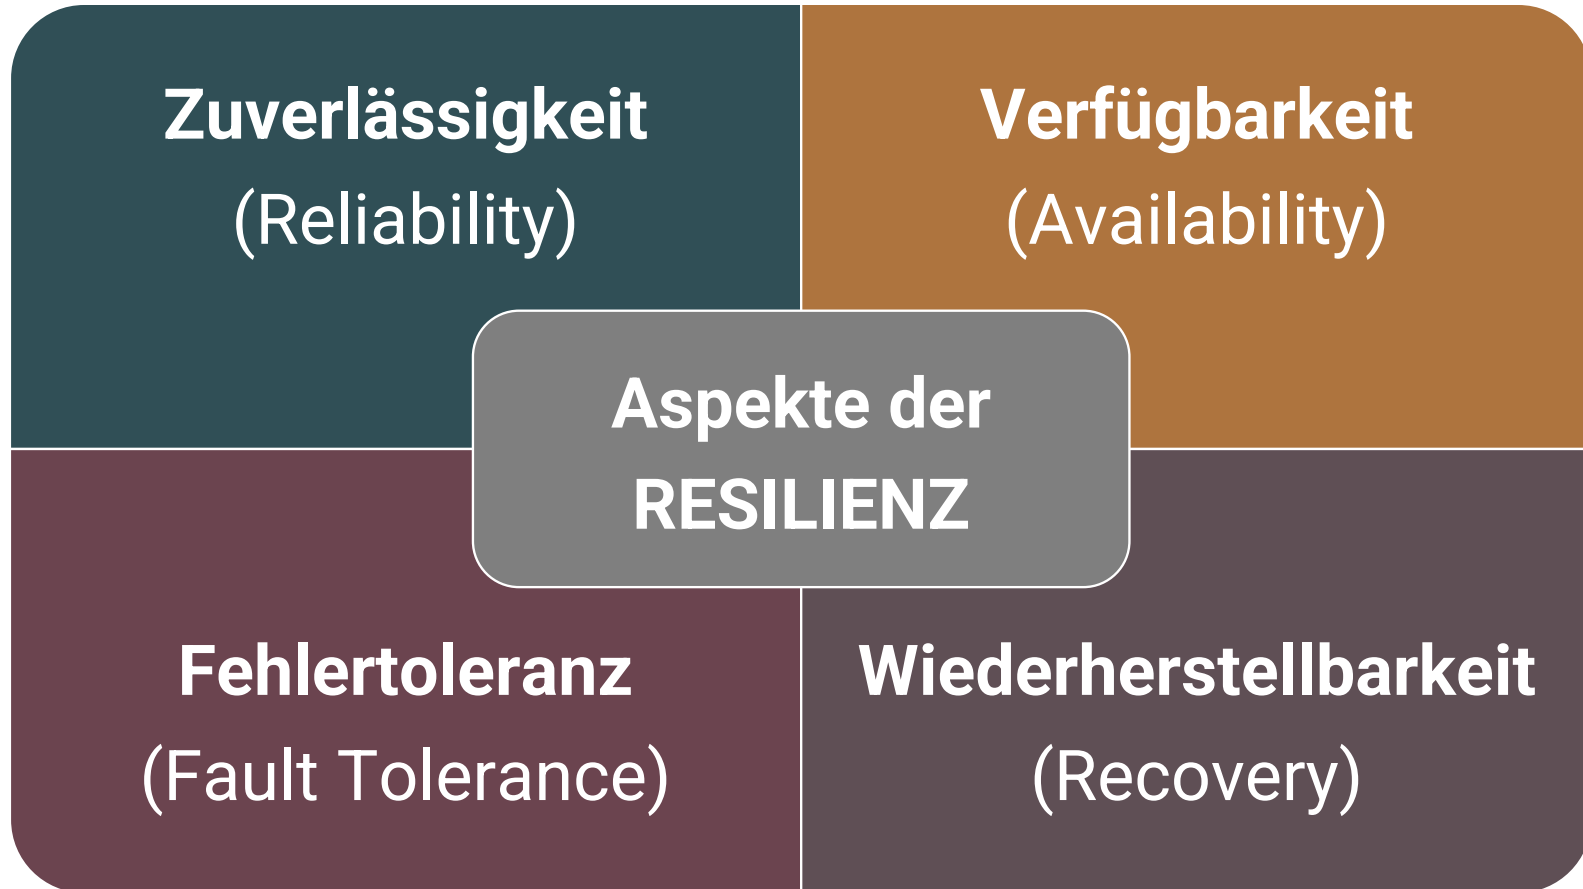 Zuverlässigkeit
(Reliability)
Verfügbarkeit
(Availability)
Aspekte der
RESILIENZ
Fehlertoleranz
(Fault Tolerance)
Wiederherstellbarkeit
(Recovery)